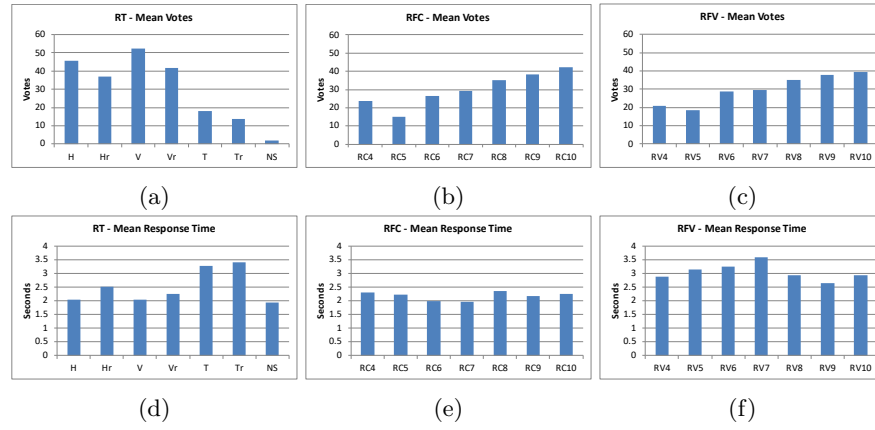 RT - Mean Votes
60
50
40
30
20
10
0
Votes
H Hr V Vr T Tr NS
(a)
RFC - Mean Votes
60
50
40
30
20
10
0
Votes
RC4 RC5 RC6 RC7 RC8 RC9 RC10
(b)
RFV - Mean Votes
60
50
40
30
20
10
0
Votes
RV4 RV5 RV6 RV7 RV8 RV9 RV10
(c)
RT - Mean Response Time
4
3.5
3
2.5
2
1.5
1
0.5
0
Seconds
H Hr V Vr T Tr NS
(d)
RFC - Mean Response Time
4
3.5
3
2.5
2
1.5
1
0.5
0
Seconds
RC4 RC5 RC6 RC7 RC8 RC9 RC10
(e)
RFV - Mean Response Time
4
3.5
3
2.5
2
1.5
1
0.5
0
Seconds
RV4 RV5 RV6 RV7 RV8 RV9 RV10
(f)